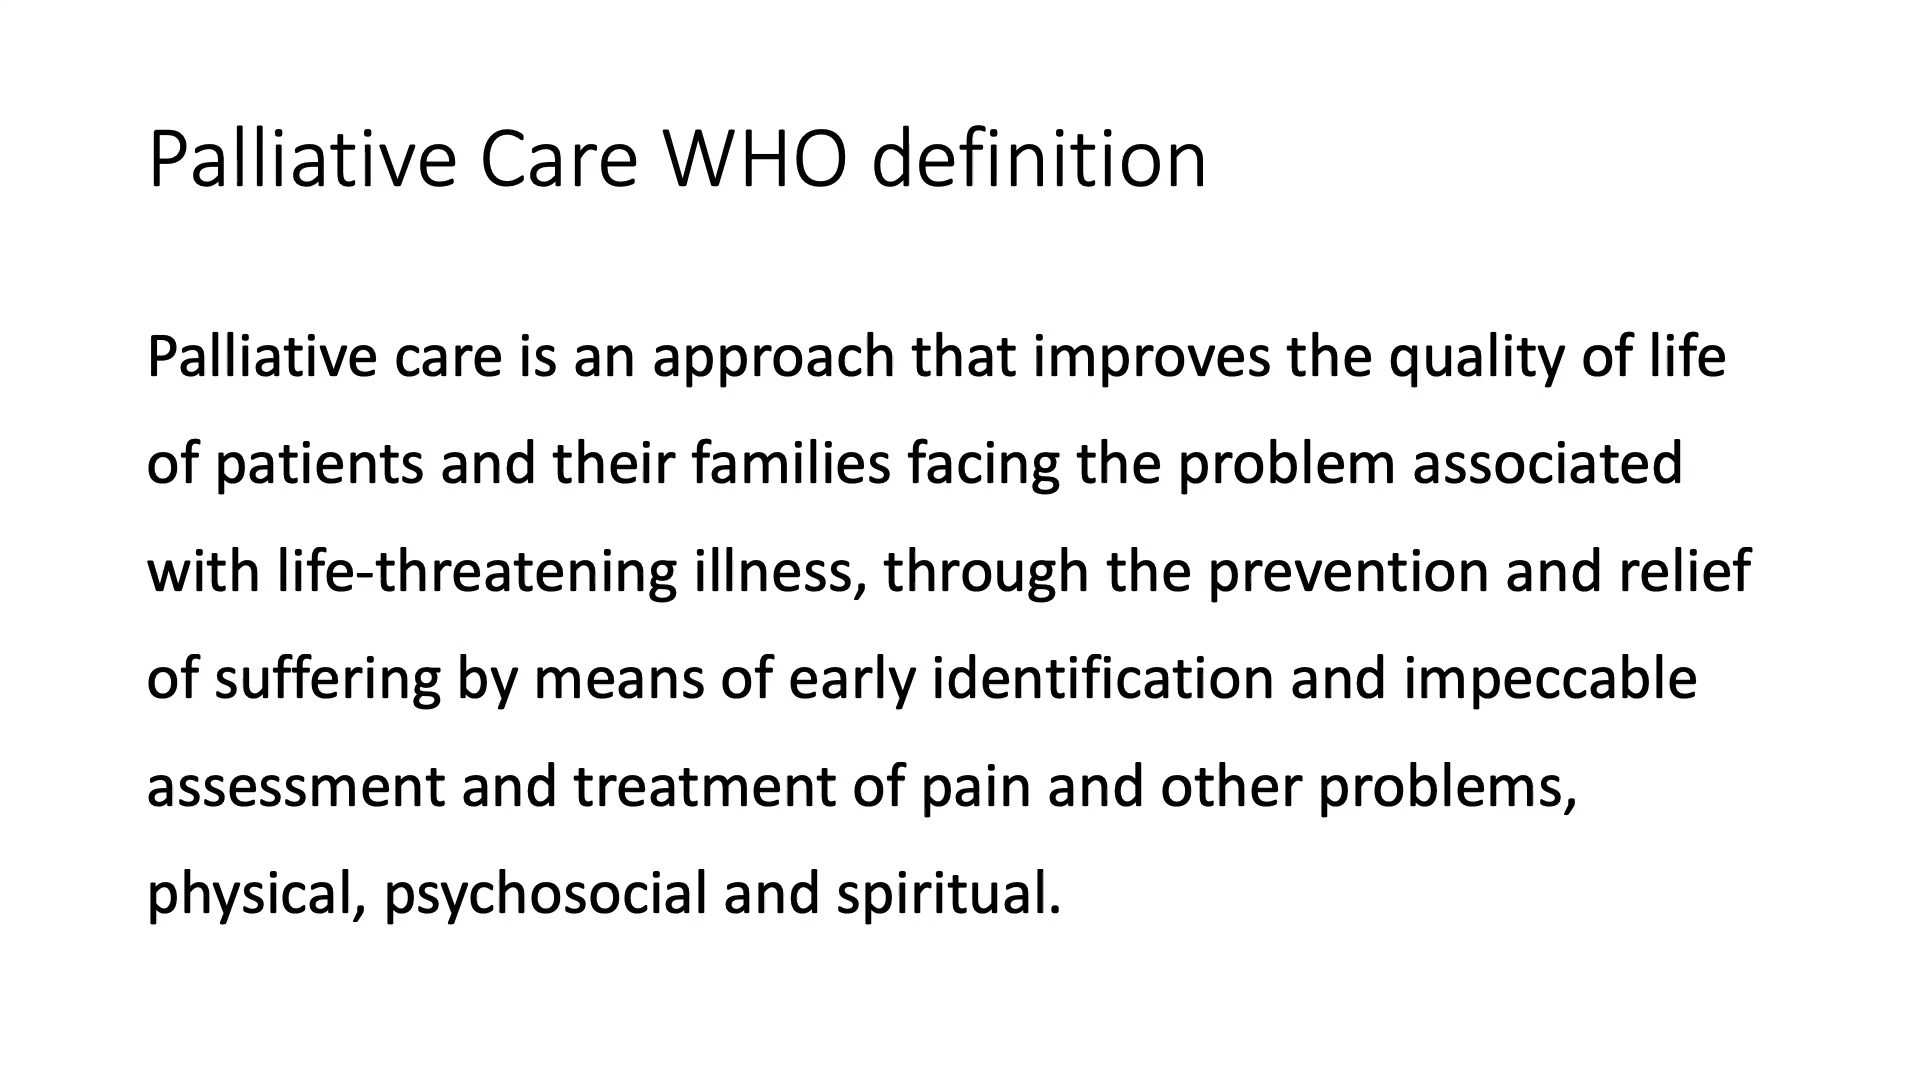 Palliative Care WHO definition
Palliative care is an approach that improves the quality of life
of patients and their families facing the problem associated
with life-threatening illness, through the prevention and relief
of suffering by means of early identification and impeccable
assessment and treatment of pain and other problems,
physical, psychosocial and spiritual.